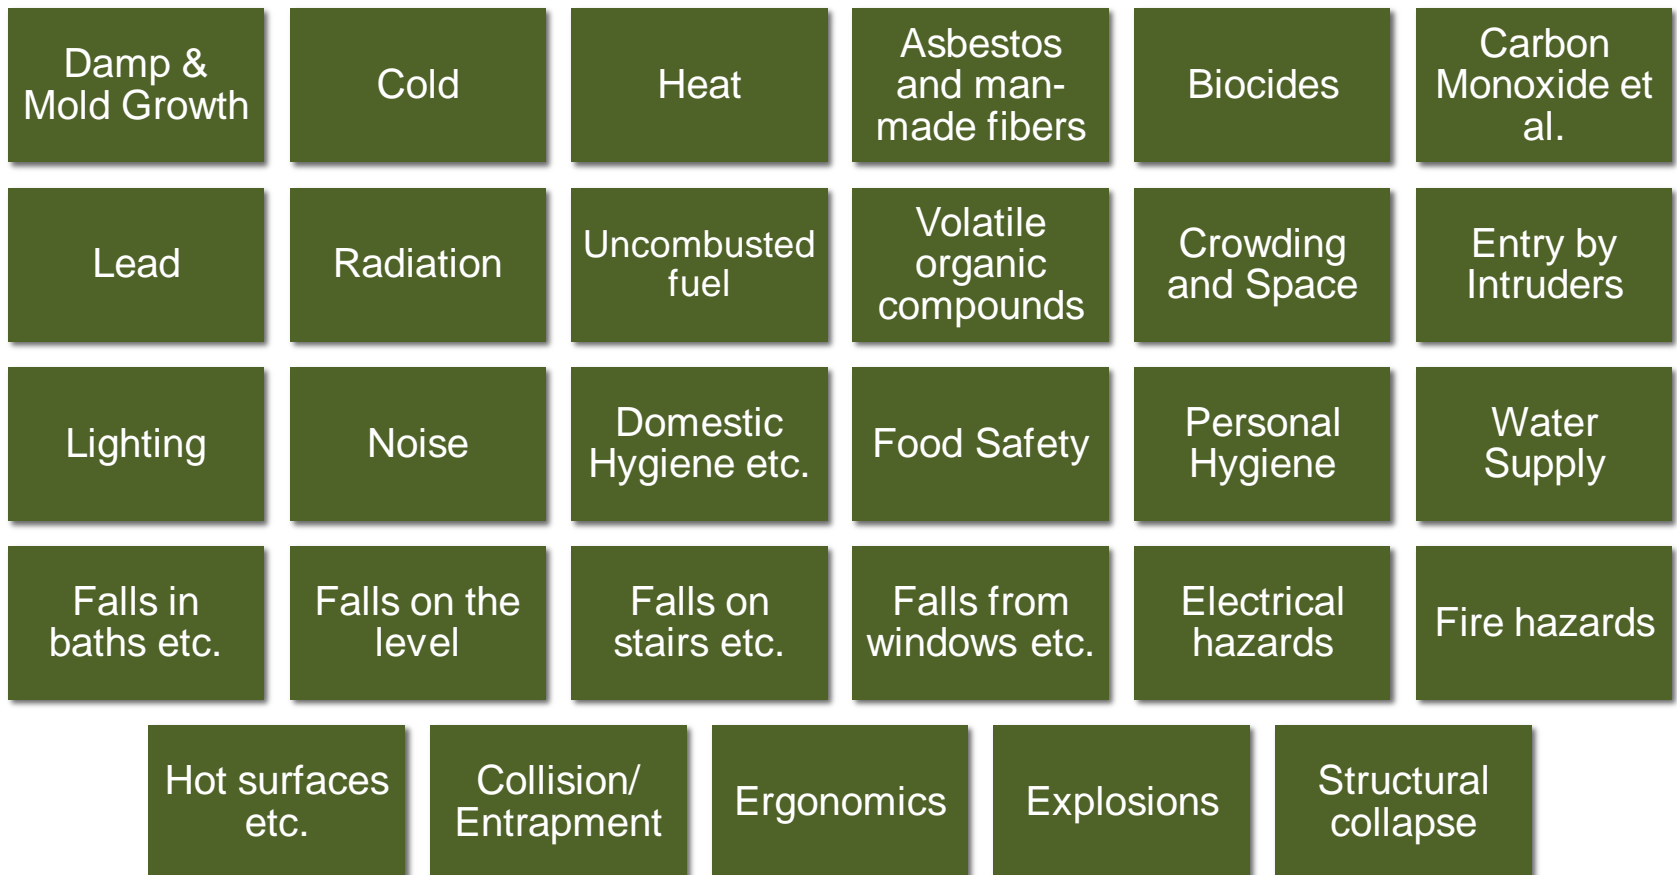 Damp &
Mold Growth
Cold
Heat
Asbestos
and man-
made fibers
Biocides
Carbon
Monoxide et
al.
Lead
Radiation
Uncombusted
fuel
Volatile
organic
compounds
Crowding
and Space
Entry by
Intruders
Lighting
Noise
Domestic
Hygiene etc.
Food Safety
Personal
Hygiene
Water
Supply
Falls in
baths etc.
Falls on the
level
Falls on
stairs etc.
Falls from
windows etc.
Electrical
hazards
Fire hazards
Hot surfaces
etc.
Collision/
Entrapment
Ergonomics
Explosions
Structural
collapse